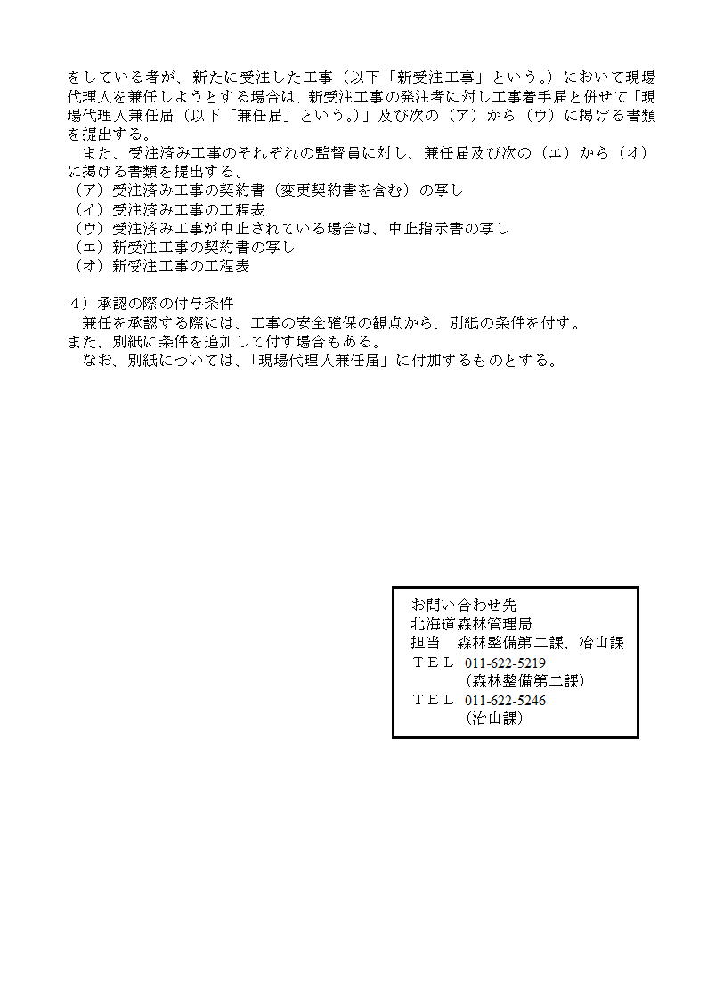 をしている者が、新たに受注した工事（以下「新受注工事」という。）において現場
代理人を兼任しようとする場合は、新受注工事の発注者に対し工事着手届と併せて「現
場代理人兼任届（以下「兼任届」という。）」及び次の（ア）から（ウ）に掲げる書類
を提出する。
　また、受注済み工事のそれぞれの監督員に対し、兼任届及び次の（エ）から（オ）
に掲げる書類を提出する。
（ア）受注済み工事の契約書（変更契約書を含む）の写し
（イ）受注済み工事の工程表
（ウ）受注済み工事が中止されている場合は、中止指示書の写し
（エ）新受注工事の契約書の写し
（オ）新受注工事の工程表
４）承認の際の付与条件
　兼任を承認する際には、工事の安全確保の観点から、別紙の条件を付す。
また、別紙に条件を追加して付す場合もある。
　なお、別紙については、「現場代理人兼任届」に付加するものとする。
お問い合わせ先
北海道森林管理局
担当　森林整備第二課、治山課
ＴＥＬ 011-622-5219
（森林整備第二課）
ＴＥＬ 011-622-5246
（治山課）